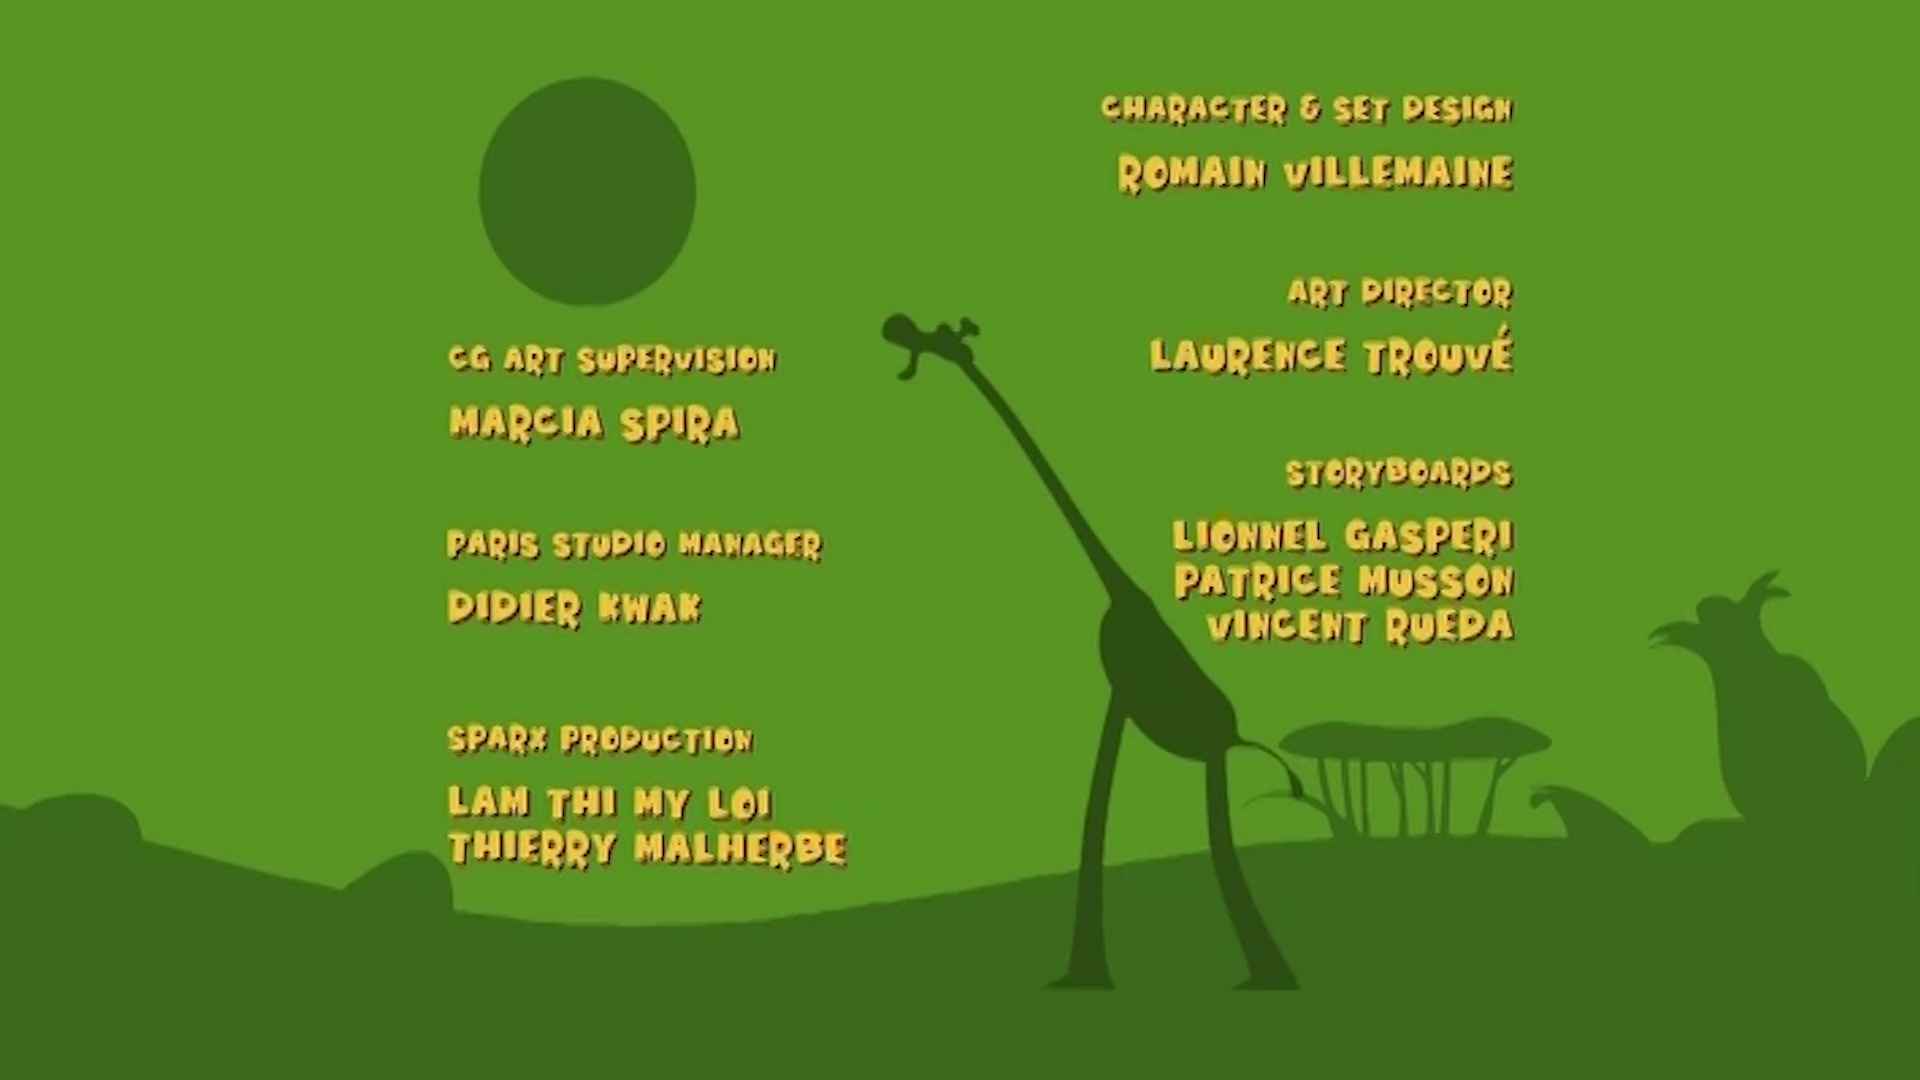 CG ART SUPERVISION
MARCIA SPIRA
PARIS STUDIO MANAGER
DIDIER KWAK
SPARX PRODUCTION
LAM THI MY LOI
THIERRY MALHERBE
CHARACTER & SET DESIGN
ROMAIN VILLEMAINE
ART DIRECTOR
LAURENCE TROUVÉ
STORYBOARDS
LIONNEL GASPERI
PATRICE MUSSON
VINCENT RUEDA